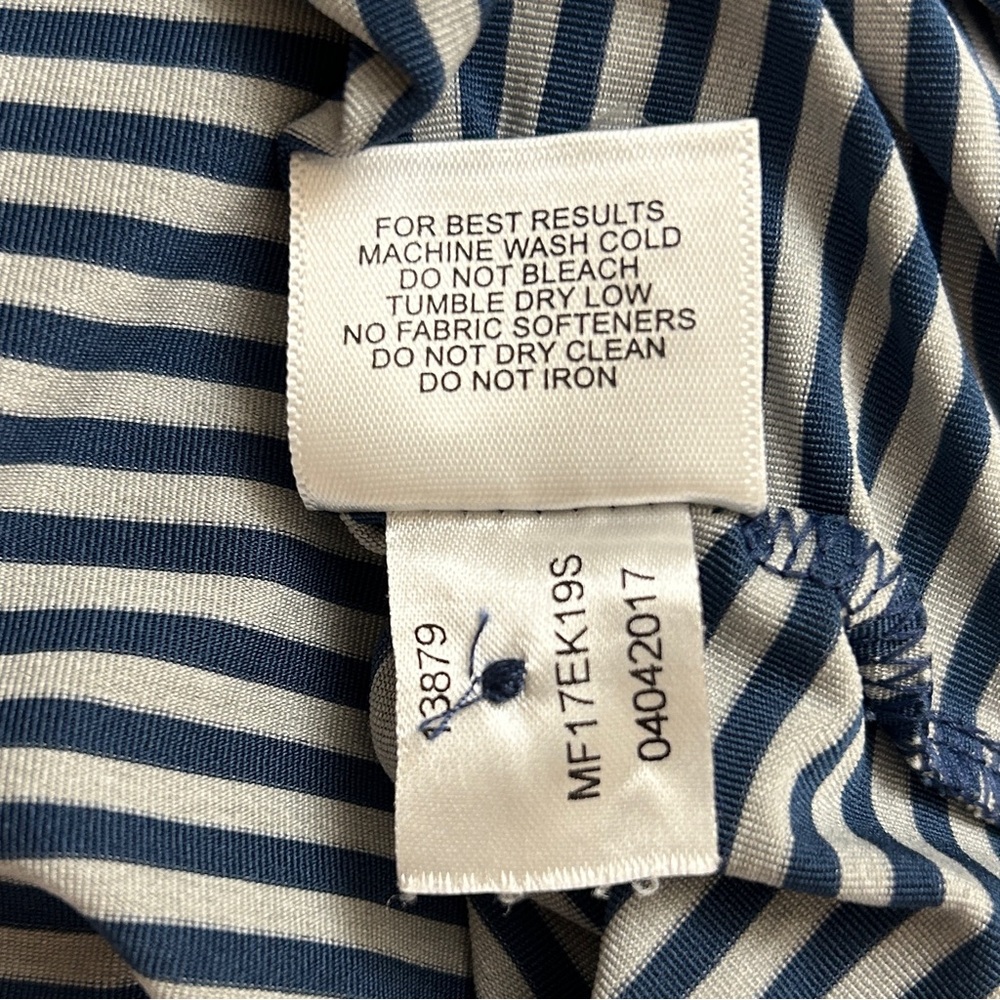 FOR BEST RESULTS
MACHINE WASH COLD
DO NOT BLEACH
TUMBLE DRY LOW
NO FABRIC SOFTENERS
DO NOT DRY CLEAN
DO NOT IRON
13879
MF17EK19S
04042017